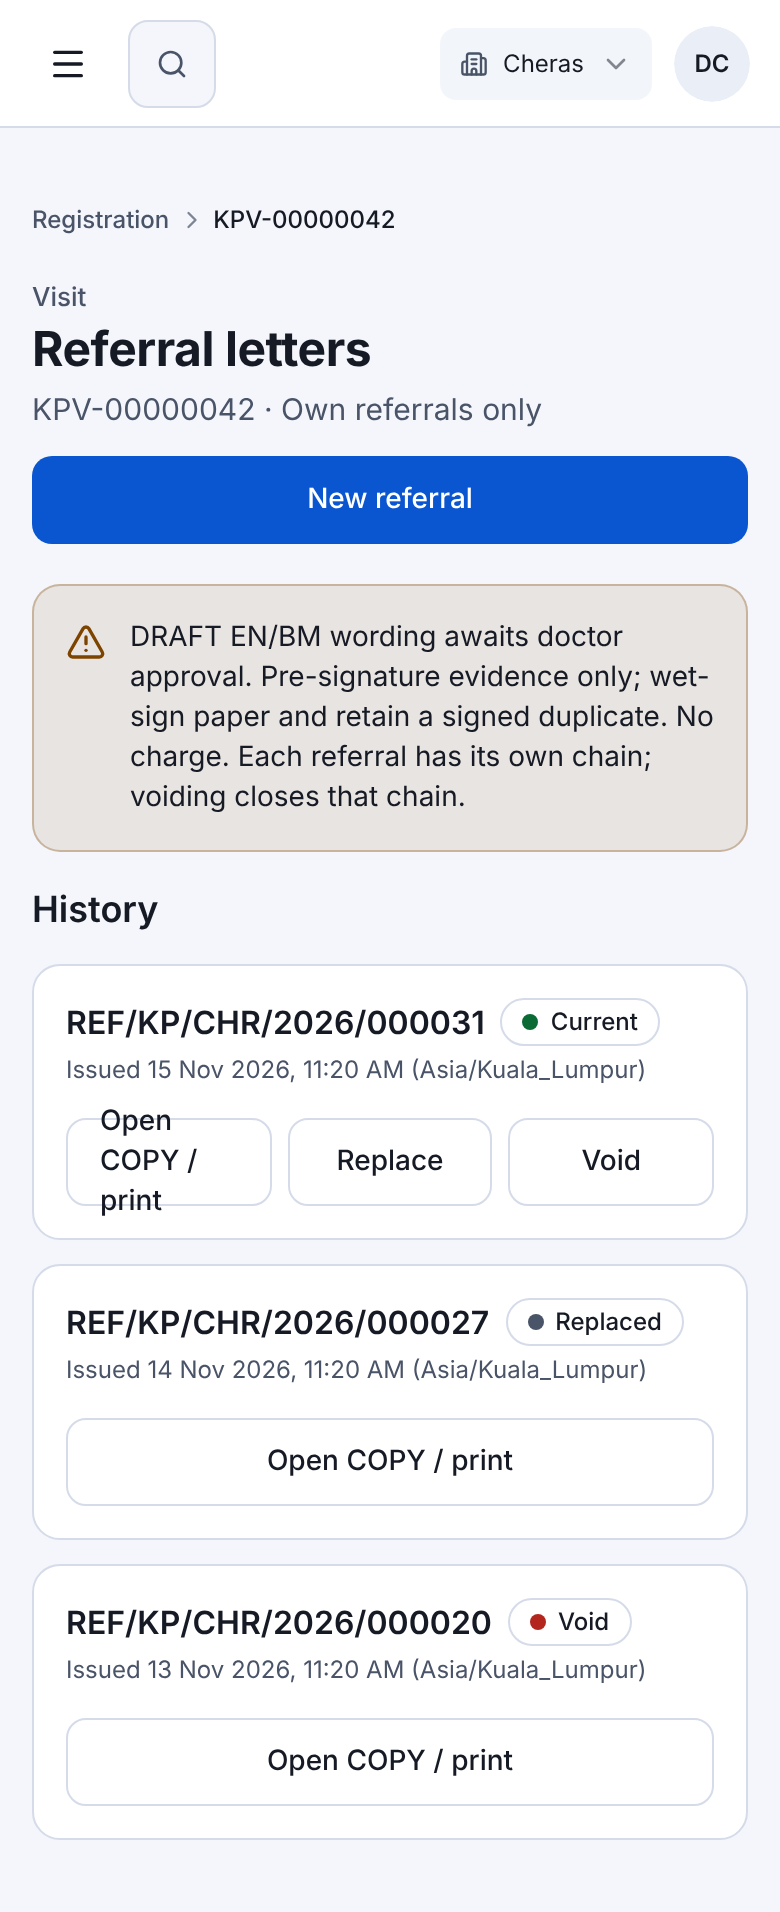 Cheras
DC
Registration
KPV-00000042
Visit
Referral letters
KPV-00000042 · Own referrals only
New referral
DRAFT EN/BM wording awaits doctor
approval. Pre-signature evidence only; wet-
sign paper and retain a signed duplicate. No
charge. Each referral has its own chain;
voiding closes that chain.
History
REF/KP/CHR/2026/000031
Current
Issued 15 Nov 2026, 11:20 AM (Asia/Kuala_Lumpur)
Open
COPY /
print
Replace
Void
REF/KP/CHR/2026/000027
Replaced
Issued 14 Nov 2026, 11:20 AM (Asia/Kuala_Lumpur)
Open COPY / print
REF/KP/CHR/2026/000020
Void
Issued 13 Nov 2026, 11:20 AM (Asia/Kuala_Lumpur)
Open COPY / print